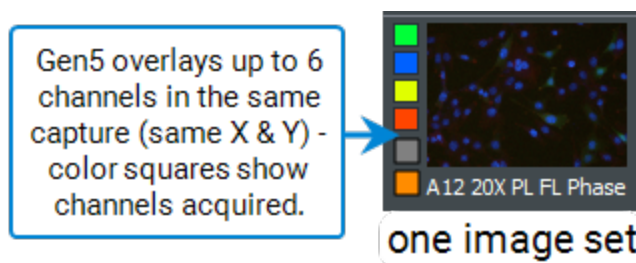 Gen5 overlays up to 6
channels in the same
capture (same X & Y) -
color squares show
channels acquired.
A12 20X PL FL Phase
one image set